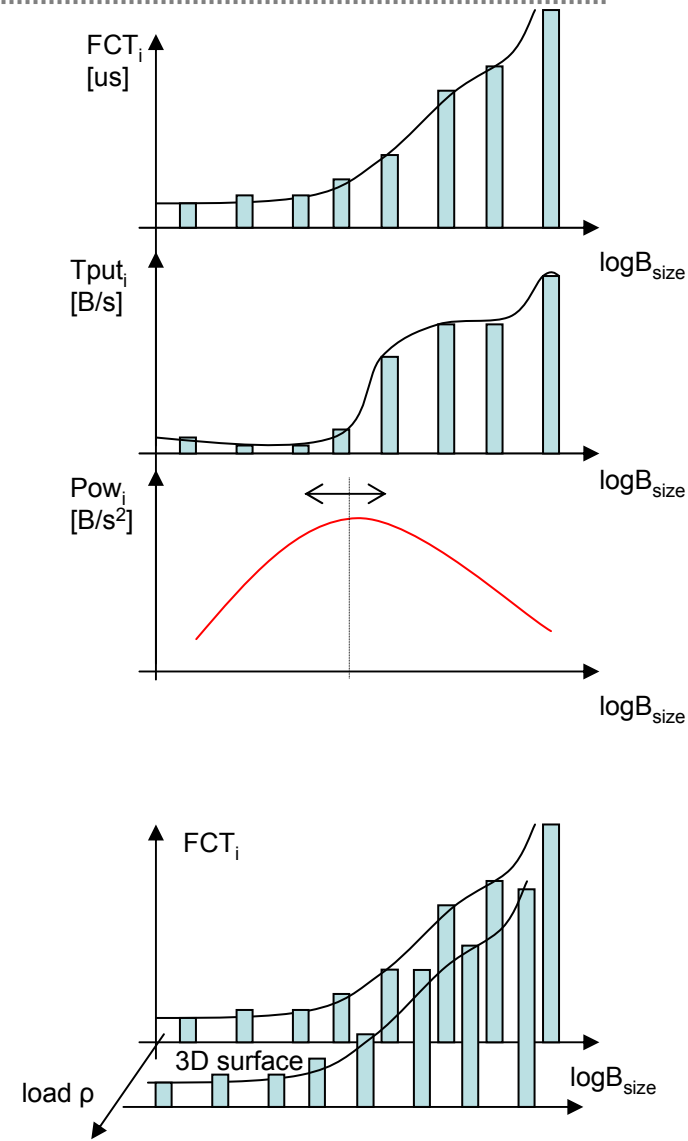 FCTi
[us]
logBsize
Tputi
[B/s]
logBsize
Powi
[B/s2]
logBsize
FCTi
3D surface
logBsize
load ρ